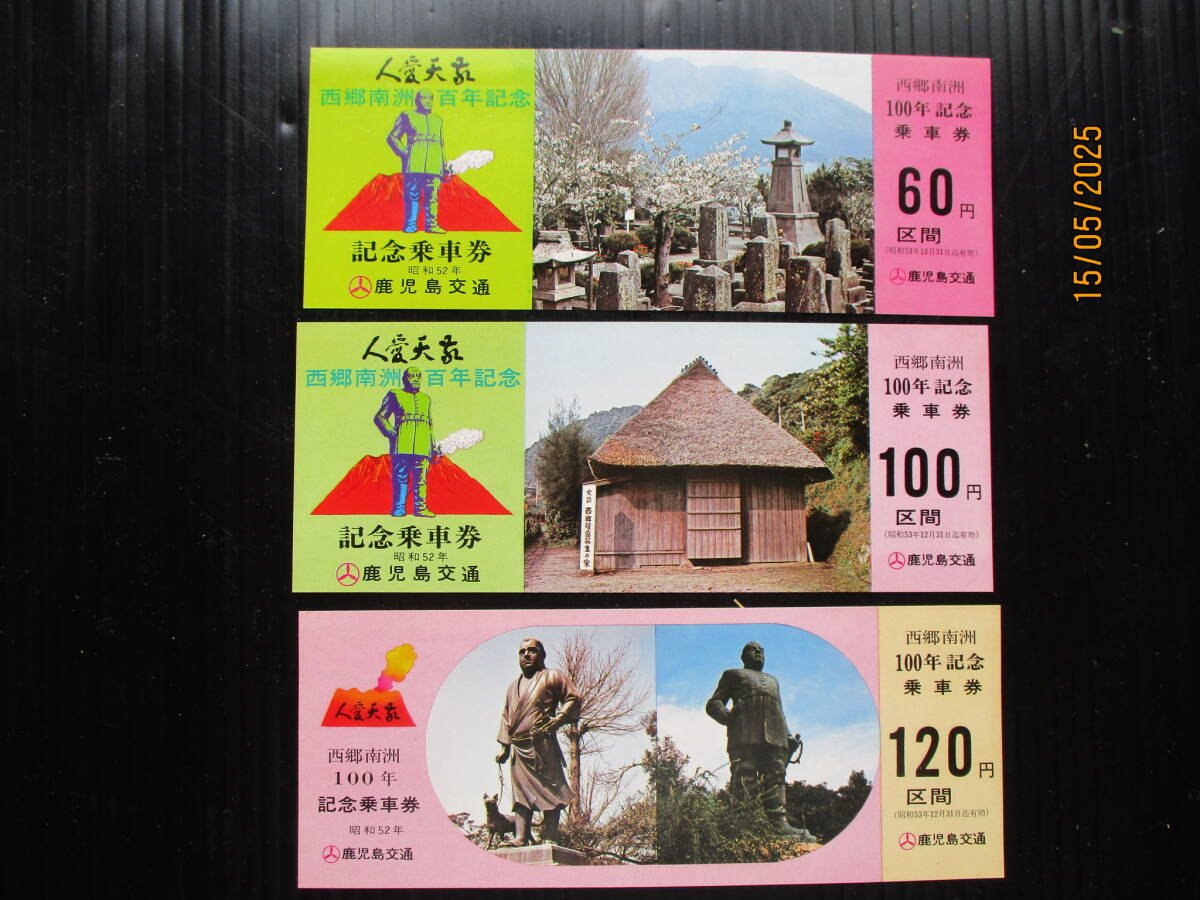 人愛天敬
西郷南洲 百年記念
記念乗車券
昭和52年
鹿児島交通
西郷南洲
100年記念
乗車券
60円
区間
(昭和53年12月31日迄有効)
鹿児島交通
人愛天敬
西郷南洲 百年記念
記念乗車券
昭和52年
鹿児島交通
西郷南洲
100年記念
乗車券
100円
区間
(昭和53年12月31日迄有効)
鹿児島交通
人愛天敬
西郷南洲
100年
記念乗車券
昭和52年
鹿児島交通
西郷南洲
100年記念
乗車券
120円
区間
(昭和53年12月31日迄有効)
鹿児島交通
15/05/2025